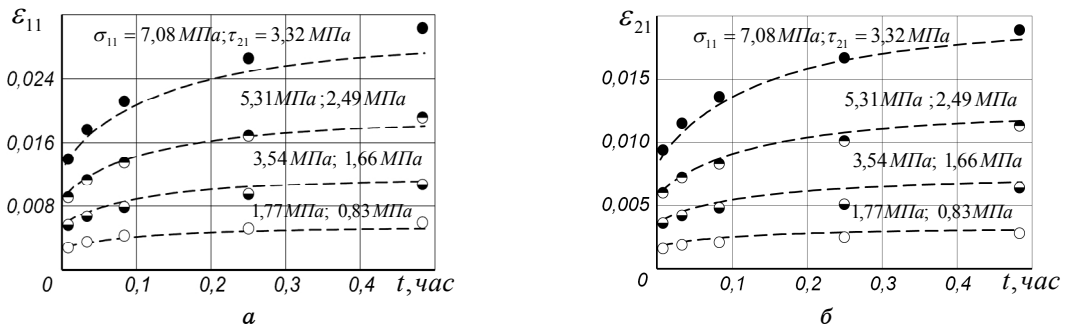 ε₁₁
σ₁₁ = 7,08 МПа; τ₂₁ = 3,32 МПа
0,024
5,31 МПа ; 2,49 МПа
0,016
3,54 МПа; 1,66 МПа
0,008
1,77 МПа; 0,83 МПа
0 0,1 0,2 0,3 0,4 t, час
а
ε₂₁
σ₁₁ = 7,08 МПа; τ₂₁ = 3,32 МПа
0,015
5,31 МПа ; 2,49 МПа
0,010
3,54 МПа; 1,66 МПа
0,005
1,77 МПа; 0,83 МПа
0 0,1 0,2 0,3 0,4 t, час
б